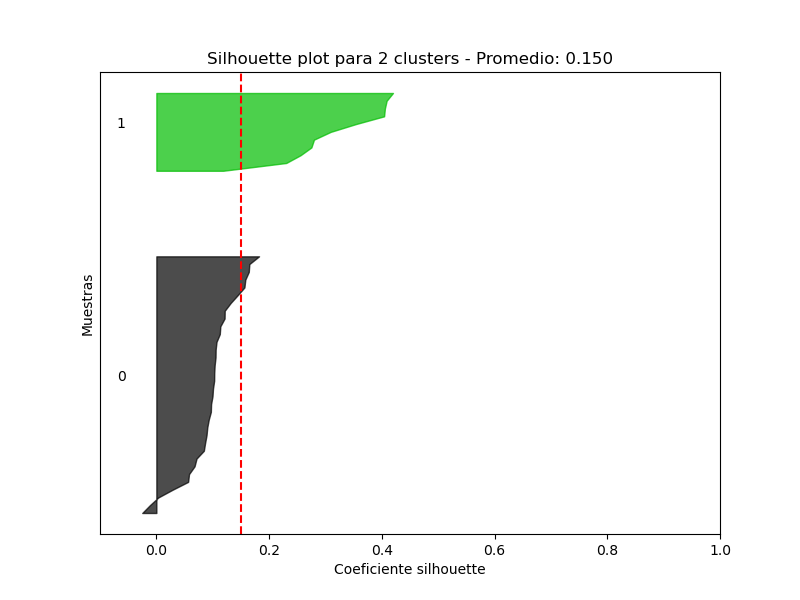 Silhouette plot para 2 clusters - Promedio: 0.150
1
0
Muestras
0.0 0.2 0.4 0.6 0.8 1.0
Coeficiente silhouette